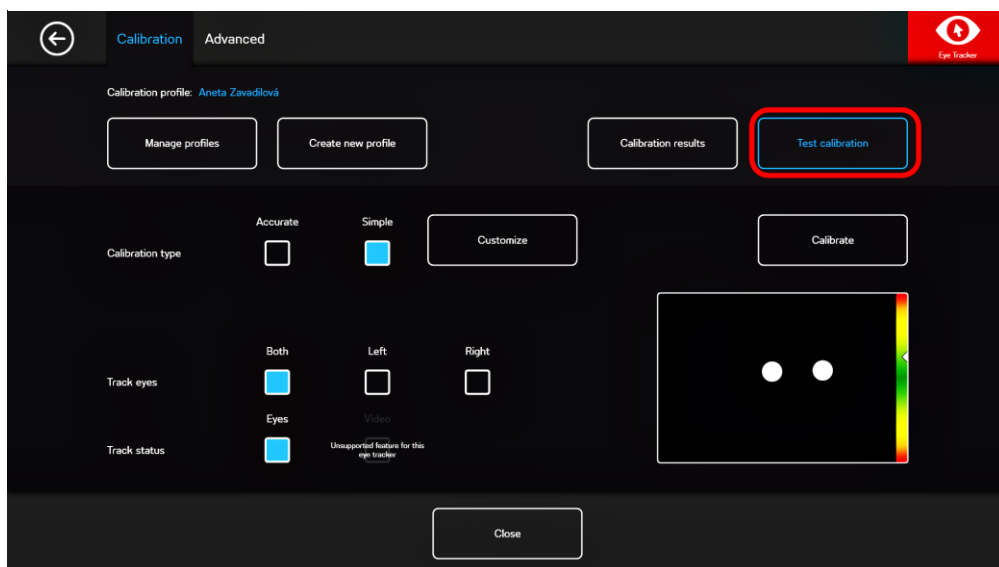 Calibration
Advanced
Eye Tracker
Calibration profile: Aneta Zavadilová
Manage profiles
Create new profile
Calibration results
Test calibration
Accurate
Simple
Calibration type
Customize
Calibrate
Both
Left
Right
Track eyes
Eyes
Video
Track status
Unsupported feature for this
eye tracker
Close